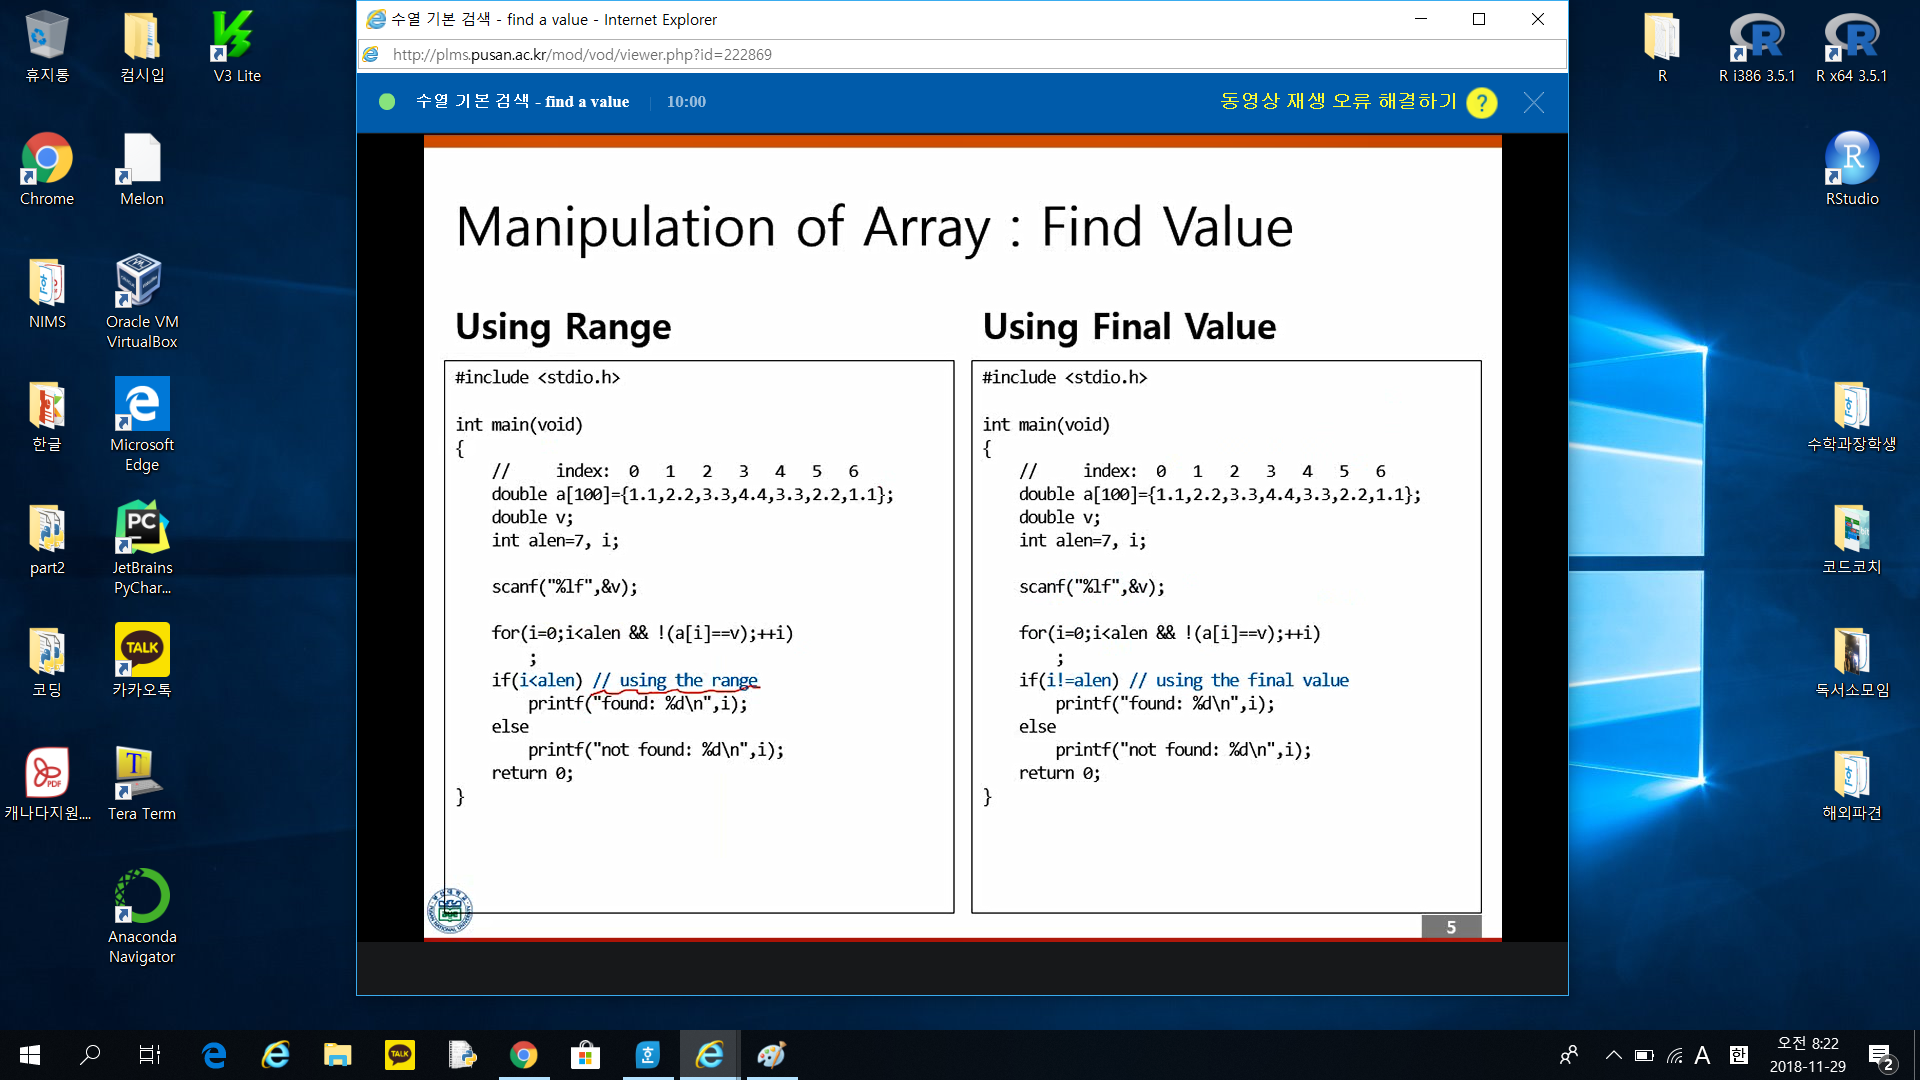 수열 기본 검색 - find a value - Internet Explorer
http://plms.pusan.ac.kr/mod/vod/viewer.php?id=222869
수열 기본 검색 - find a value
10:00
동영상 재생 오류 해결하기 ?
Manipulation of Array : Find Value
Using Range
#include <stdio.h>
int main(void)
{
// index: 0 1 2 3 4 5 6
double a[100]={1.1,2.2,3.3,4.4,3.3,2.2,1.1};
double v;
int alen=7, i;
scanf("%lf",&v);
for(i=0;i<alen && !(a[i]==v);++i)
;
if(i<alen) // using the range
printf("found: %d\n",i);
else
printf("not found: %d\n",i);
return 0;
}
Using Final Value
#include <stdio.h>
int main(void)
{
// index: 0 1 2 3 4 5 6
double a[100]={1.1,2.2,3.3,4.4,3.3,2.2,1.1};
double v;
int alen=7, i;
scanf("%lf",&v);
for(i=0;i<alen && !(a[i]==v);++i)
;
if(i!=alen) // using the final value
printf("found: %d\n",i);
else
printf("not found: %d\n",i);
return 0;
}
5
휴지통
컴시입
V3 Lite
Chrome
Melon
NIMS
Oracle VM
VirtualBox
한글
Microsoft
Edge
part2
JetBrains
PyChar...
코딩
카카오톡
캐나다지원....
Tera Term
Anaconda
Navigator
R
R i386 3.5.1
R x64 3.5.1
RStudio
수학과장학생
코드코치
독서소모임
해외파견
A
한
오전 8:22
2018-11-29
2